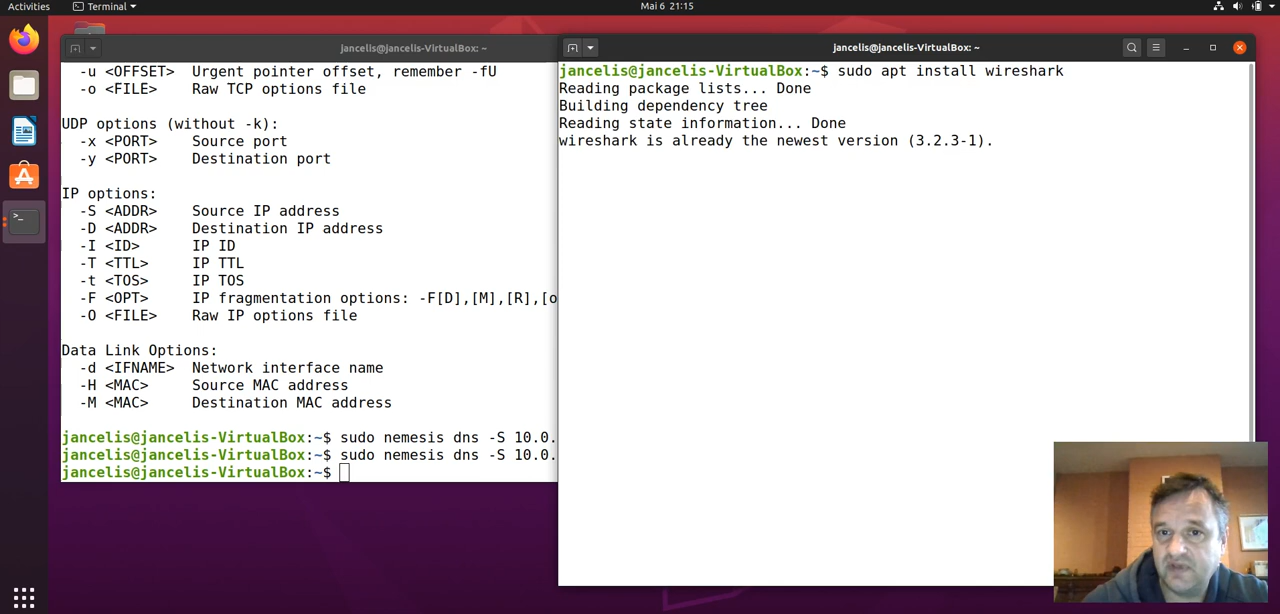 Activities
Terminal
Mai 6 21:15
jancelis@jancelis-VirtualBox: ~
-u <OFFSET> Urgent pointer offset, remember -fU
-o <FILE> Raw TCP options file
UDP options (without -k):
-x <PORT> Source port
-y <PORT> Destination port
IP options:
-S <ADDR> Source IP address
-D <ADDR> Destination IP address
-I <ID> IP ID
-T <TTL> IP TTL
-t <TOS> IP TOS
-F <OPT> IP fragmentation options: -F[D],[M],[R],[o
-O <FILE> Raw IP options file
Data Link Options:
-d <IFNAME> Network interface name
-H <MAC> Source MAC address
-M <MAC> Destination MAC address
jancelis@jancelis-VirtualBox:~$ sudo nemesis dns -S 10.0.
jancelis@jancelis-VirtualBox:~$ sudo nemesis dns -S 10.0.
jancelis@jancelis-VirtualBox:~$
jancelis@jancelis-VirtualBox: ~
jancelis@jancelis-VirtualBox:~$ sudo apt install wireshark
Reading package lists... Done
Building dependency tree
Reading state information... Done
wireshark is already the newest version (3.2.3-1).